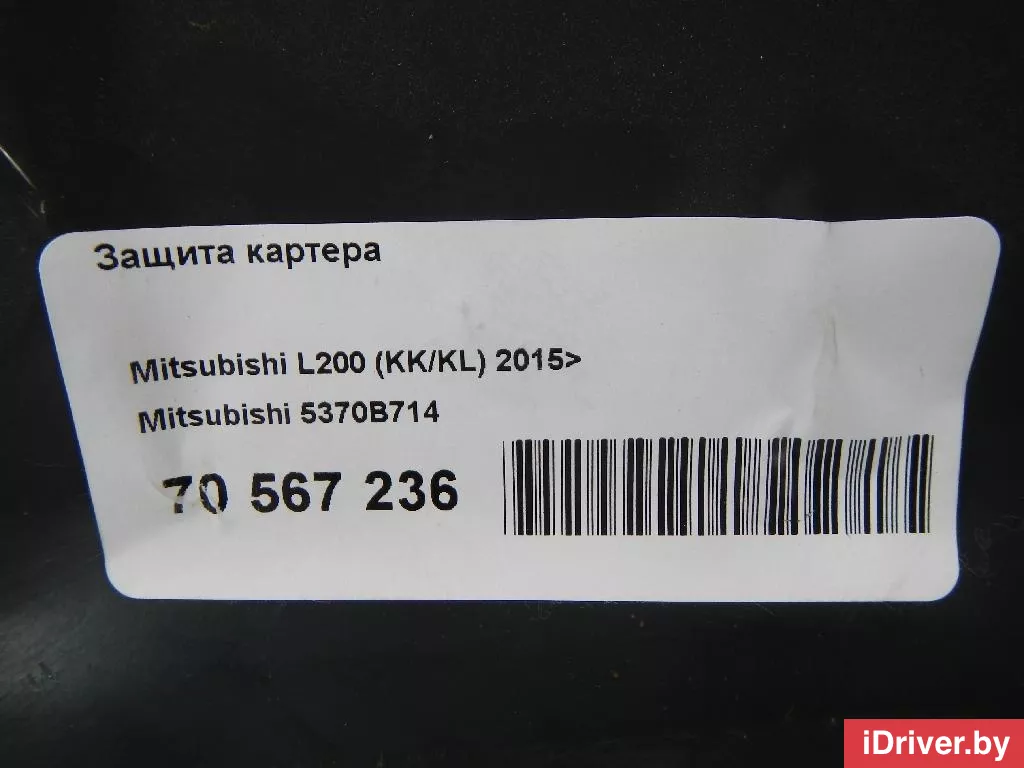 Защита картера
Mitsubishi L200 (KK/KL) 2015>
Mitsubishi 5370B714
70 567 236
iDriver.by